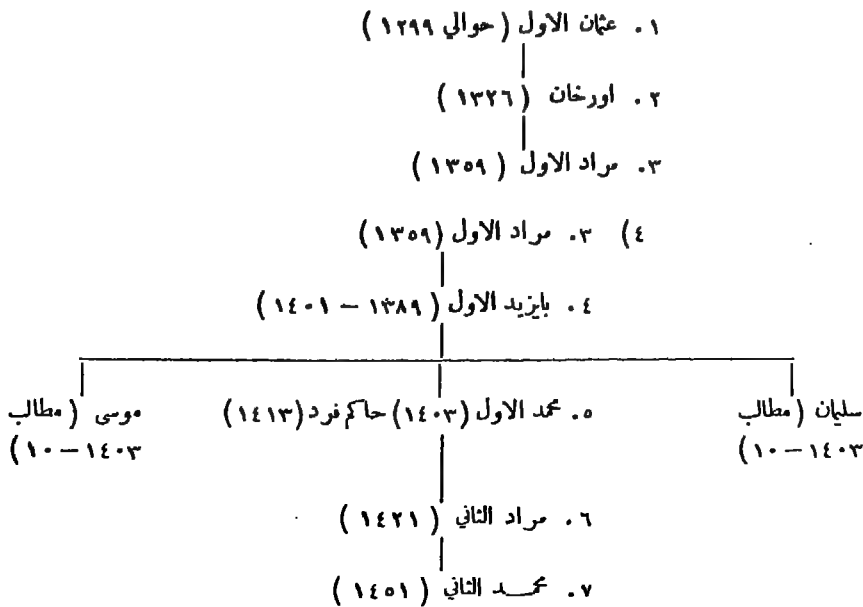 ١. عثمان الاول (حوالي ١٢٩٩)
٢. اورخان (١٣٢٦)
٣. مراد الاول (١٣٥٩)
٤) ٣. مراد الاول (١٣٥٩)
٤. بايزيد الاول (١٣٨٩ – ١٤٠١)
سليمان (مطالب ٥. محمد الاول (١٤٠٣) حاكم فرد (١٤١٣) موسى (مطالب
١٤٠٣ – ١٠) ١٤٠٣ – ١٠)
٦. مراد الثاني (١٤٢١)
٧. محمد الثاني (١٤٥١)